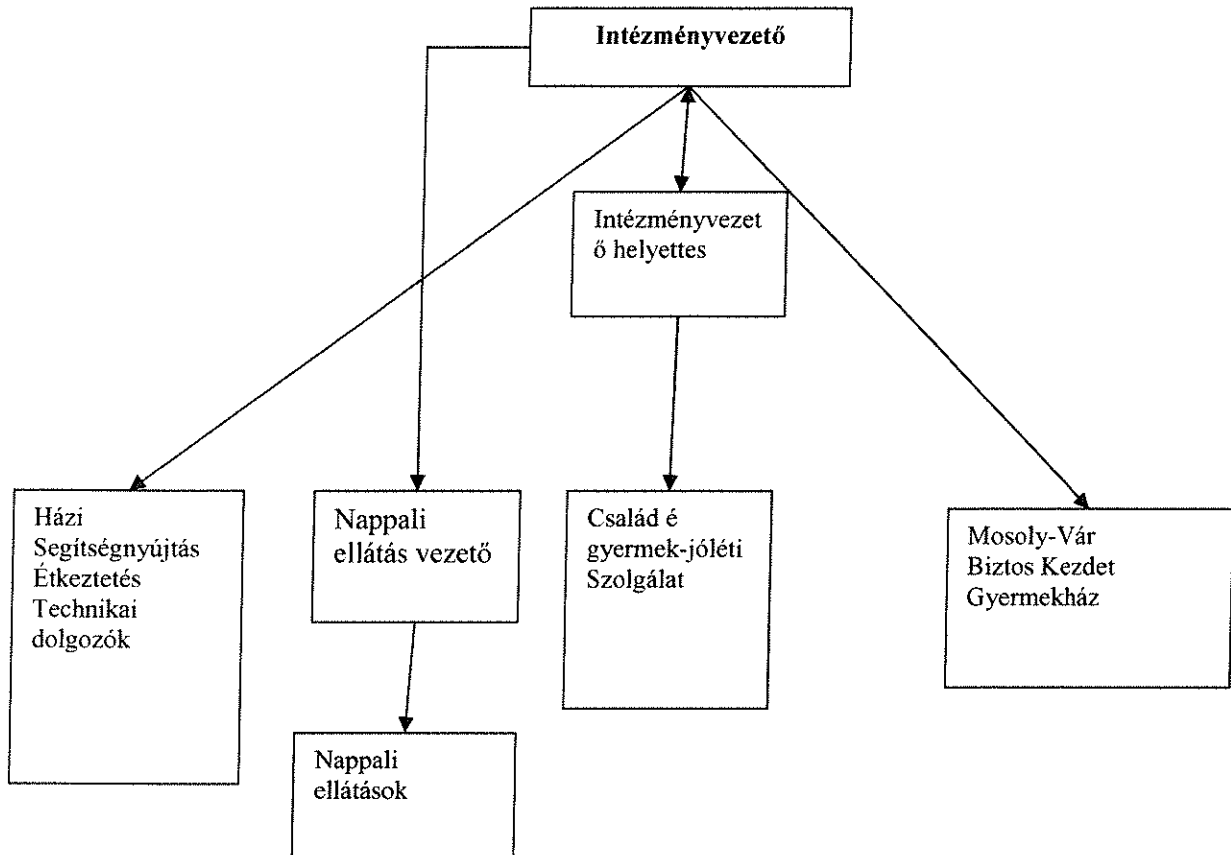 Intézményvezető
Intézményvezet
ő helyettes
Házi
Segítségnyújtás
Étkeztetés
Technikai
dolgozók
Nappali
ellátás vezető
Család é
gyermek-jóléti
Szolgálat
Mosoly-Vár
Biztos Kezdet
Gyermekház
Nappali
ellátások